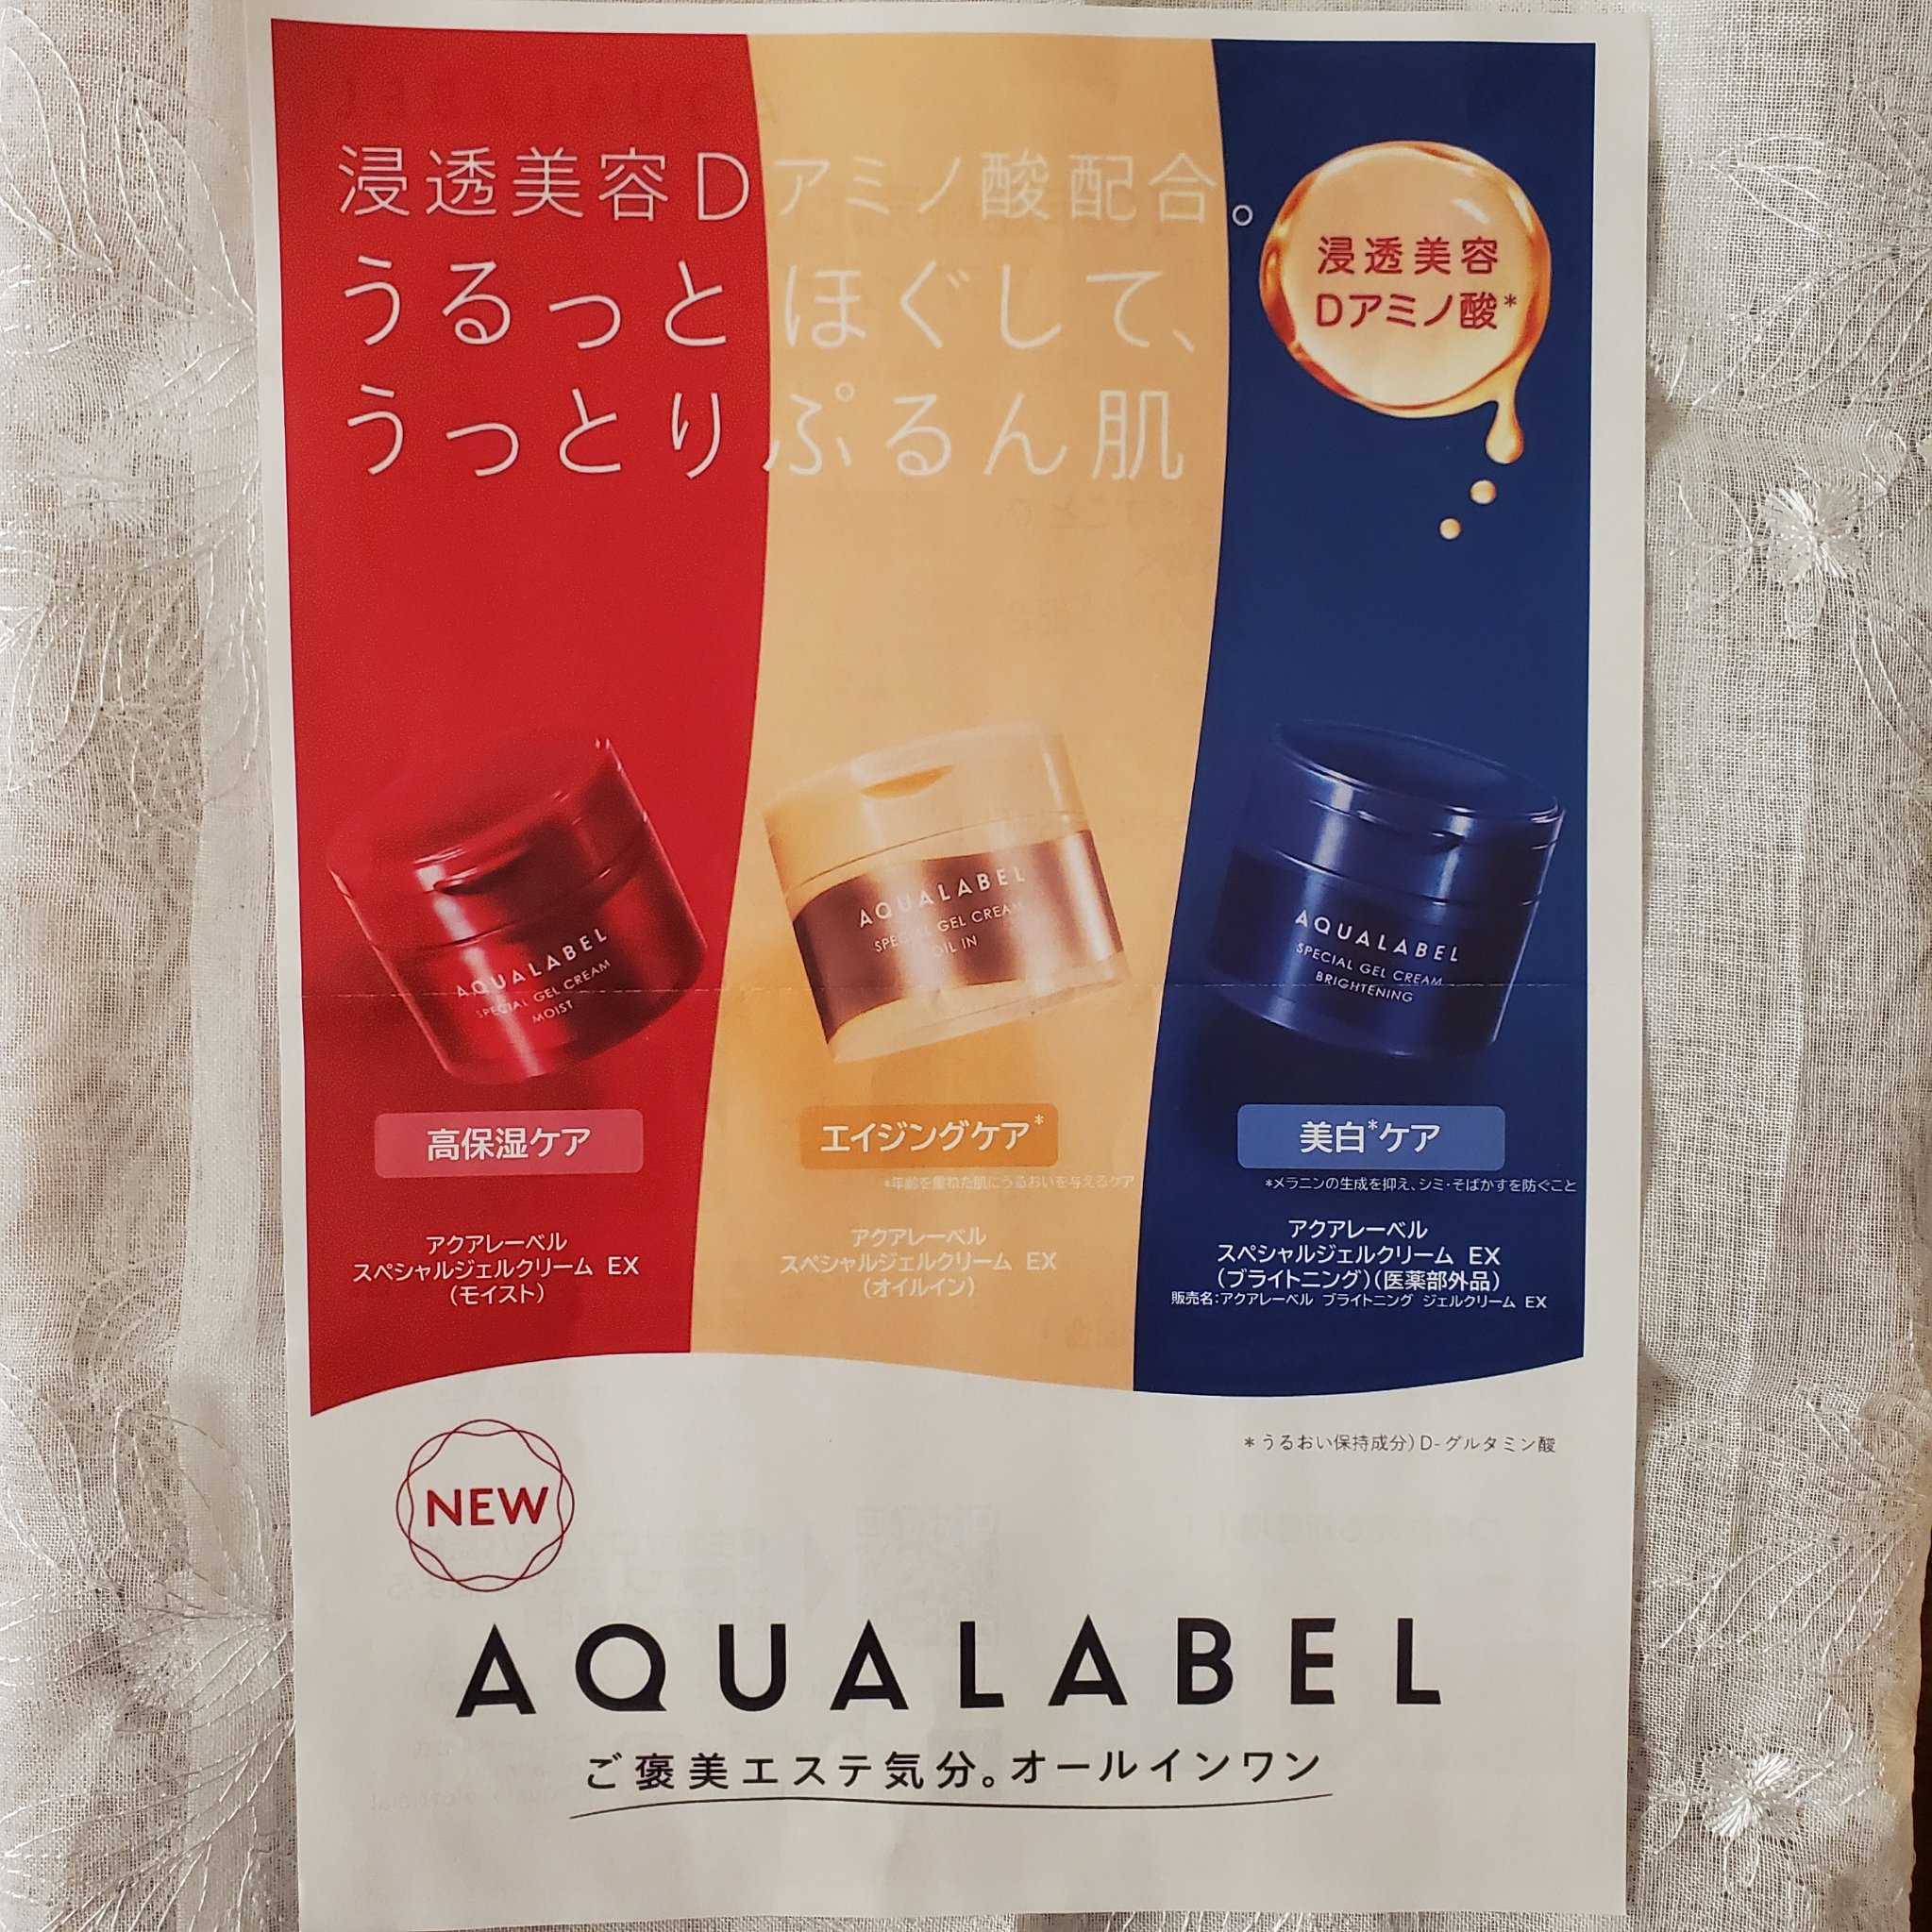 浸透美容Dアミノ酸配合。
うるっと ほぐして、
うっとり ぷるん肌
浸透美容
Dアミノ酸*
AQUALABEL
SPECIAL GEL CREAM
MOIST
AQUALABEL
SPECIAL GEL CREAM
OIL IN
AQUALABEL
SPECIAL GEL CREAM
BRIGHTENING
高保湿ケア
エイジングケア*
*年齢を重ねた肌にうるおいを与えるケア
美白*ケア
*メラニンの生成を抑え、シミ・そばかすを防ぐこと
アクアレーベル
スペシャルジェルクリーム EX
(モイスト)
アクアレーベル
スペシャルジェルクリーム EX
(オイルイン)
アクアレーベル
スペシャルジェルクリーム EX
(ブライトニング)(医薬部外品)
販売名:アクアレーベル ブライトニング ジェルクリーム EX
*うるおい保持成分)D-グルタミン酸
NEW
AQUALABEL
ご褒美エステ気分。オールインワン